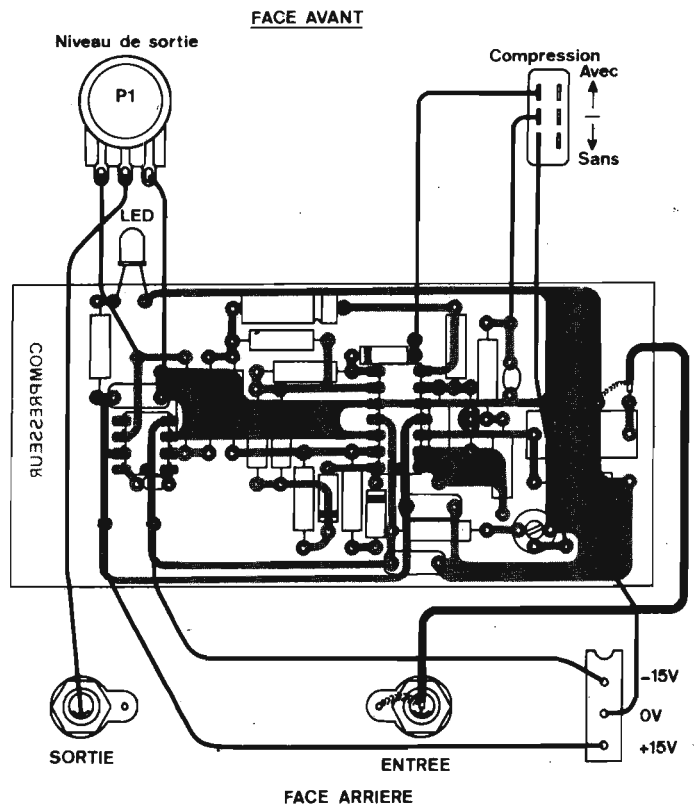 FACE AVANT
Niveau de sortie
Compression
Avec
P1
Sans
LED
COMPRESSEUR
-15V
0V
+15V
SORTIE
ENTREE
FACE ARRIERE